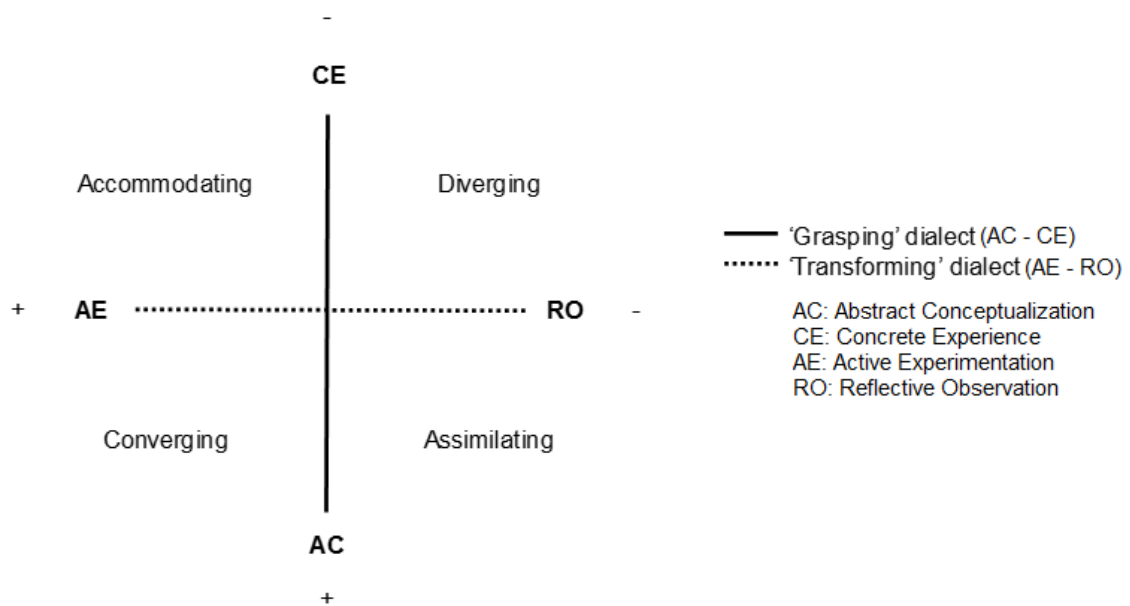 -
CE
Accommodating
Diverging
+
AE
RO
-
Converging
Assimilating
AC
+
'Grasping' dialect (AC - CE)
'Transforming' dialect (AE - RO)
AC: Abstract Conceptualization
CE: Concrete Experience
AE: Active Experimentation
RO: Reflective Observation